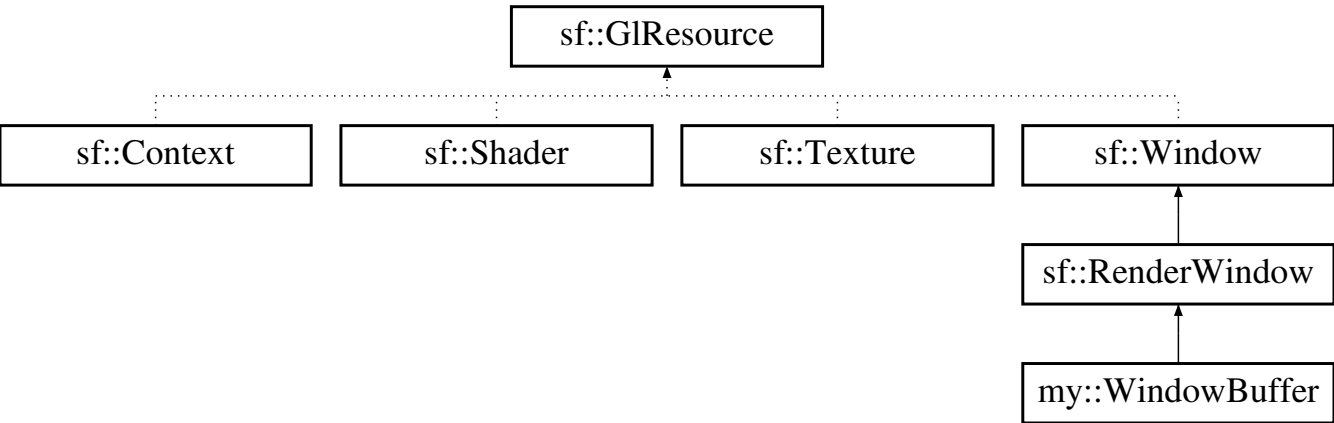 sf::GlResource
sf::Context
sf::Shader
sf::Texture
sf::Window
sf::RenderWindow
my::WindowBuffer